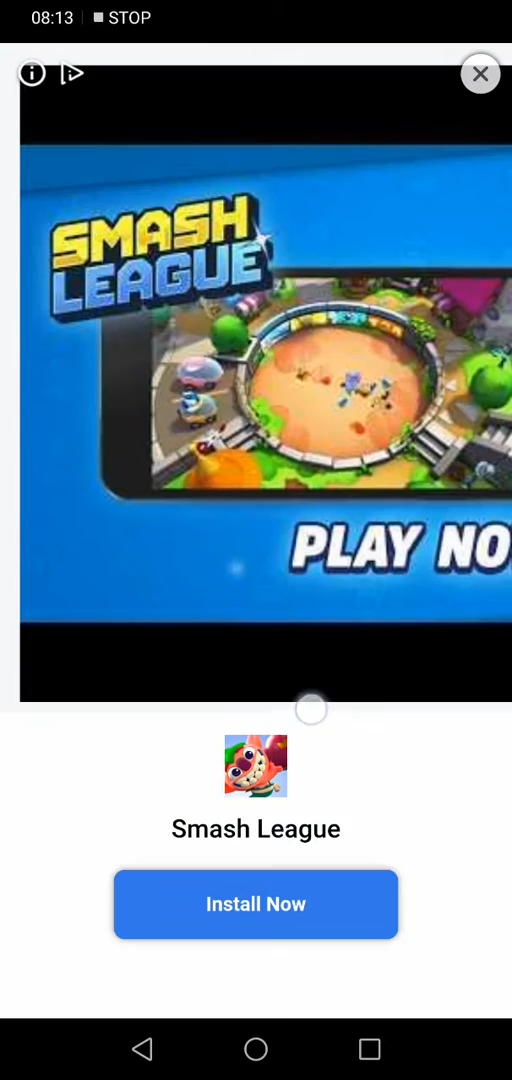 08:13 STOP
SMASH
LEAGUE
PLAY NO
Smash League
Install Now